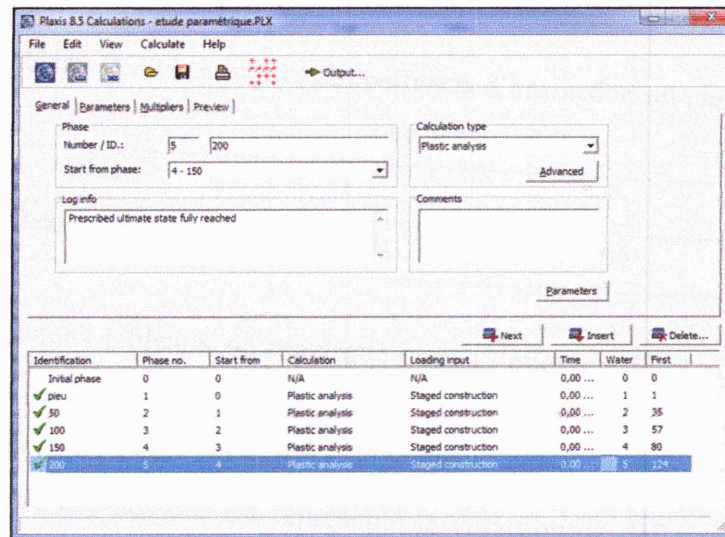 Plaxis 8.5 Calculations - etude paramétrique.PLX
File Edit View Calculate Help
Output...
General Parameters Multipliers Preview
Phase
Number / ID.: 5 200
Start from phase: 4 - 150
Calculation type
Plastic analysis
Advanced
Log info
Prescribed ultimate state fully reached
Comments
Parameters
Next Insert Delete...
Identification Phase no. Start from Calculation Loading input Time Water First
Initial phase 0 0 N/A N/A 0,00 ... 0 0
pieu 1 0 Plastic analysis Staged construction 0,00 ... 1 1
50 2 1 Plastic analysis Staged construction 0,00 ... 2 35
100 3 2 Plastic analysis Staged construction 0,00 ... 3 57
150 4 3 Plastic analysis Staged construction 0,00 ... 4 80
200 5 4 Plastic analysis Staged construction 0,00 ... 5 124